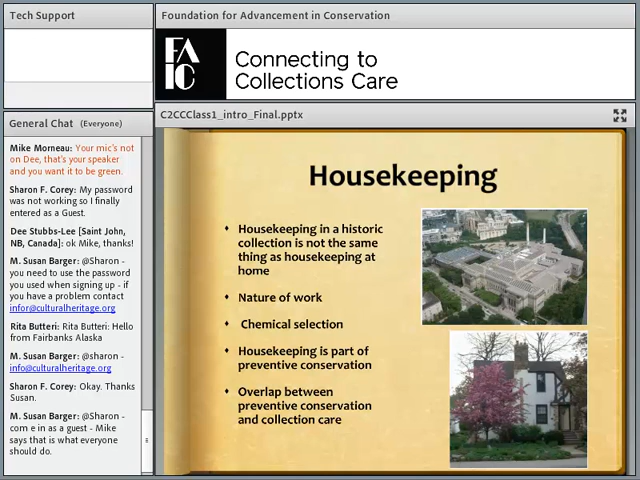 Tech Support
Foundation for Advancement in Conservation
FA
IC
Connecting to
Collections Care
General Chat (Everyone)
Mike Morneau: Your mic's not
on Dee, that's your speaker
and you want it to be green.
Sharon F. Corey: My password
was not working so I finally
entered as a Guest.
Dee Stubbs-Lee [Saint John,
NB, Canada]: ok Mike, thanks!
M. Susan Barger: @Sharon -
you need to use the password
you used when signing up - if
you have a problem contact
infor@culturalheritage.org
Rita Butteri: Rita Butteri: Hello
from Fairbanks Alaska
M. Susan Barger: @sharon -
info@culturalheritage.org
Sharon F. Corey: Okay. Thanks
Susan.
M. Susan Barger: @Sharon -
com e in as a guest - Mike
says that is what everyone
should do.
C2CCClass1_intro_Final.pptx
Housekeeping
Housekeeping in a historic
collection is not the same
thing as housekeeping at
home
Nature of work
Chemical selection
Housekeeping is part of
preventive conservation
Overlap between
preventive conservation
and collection care